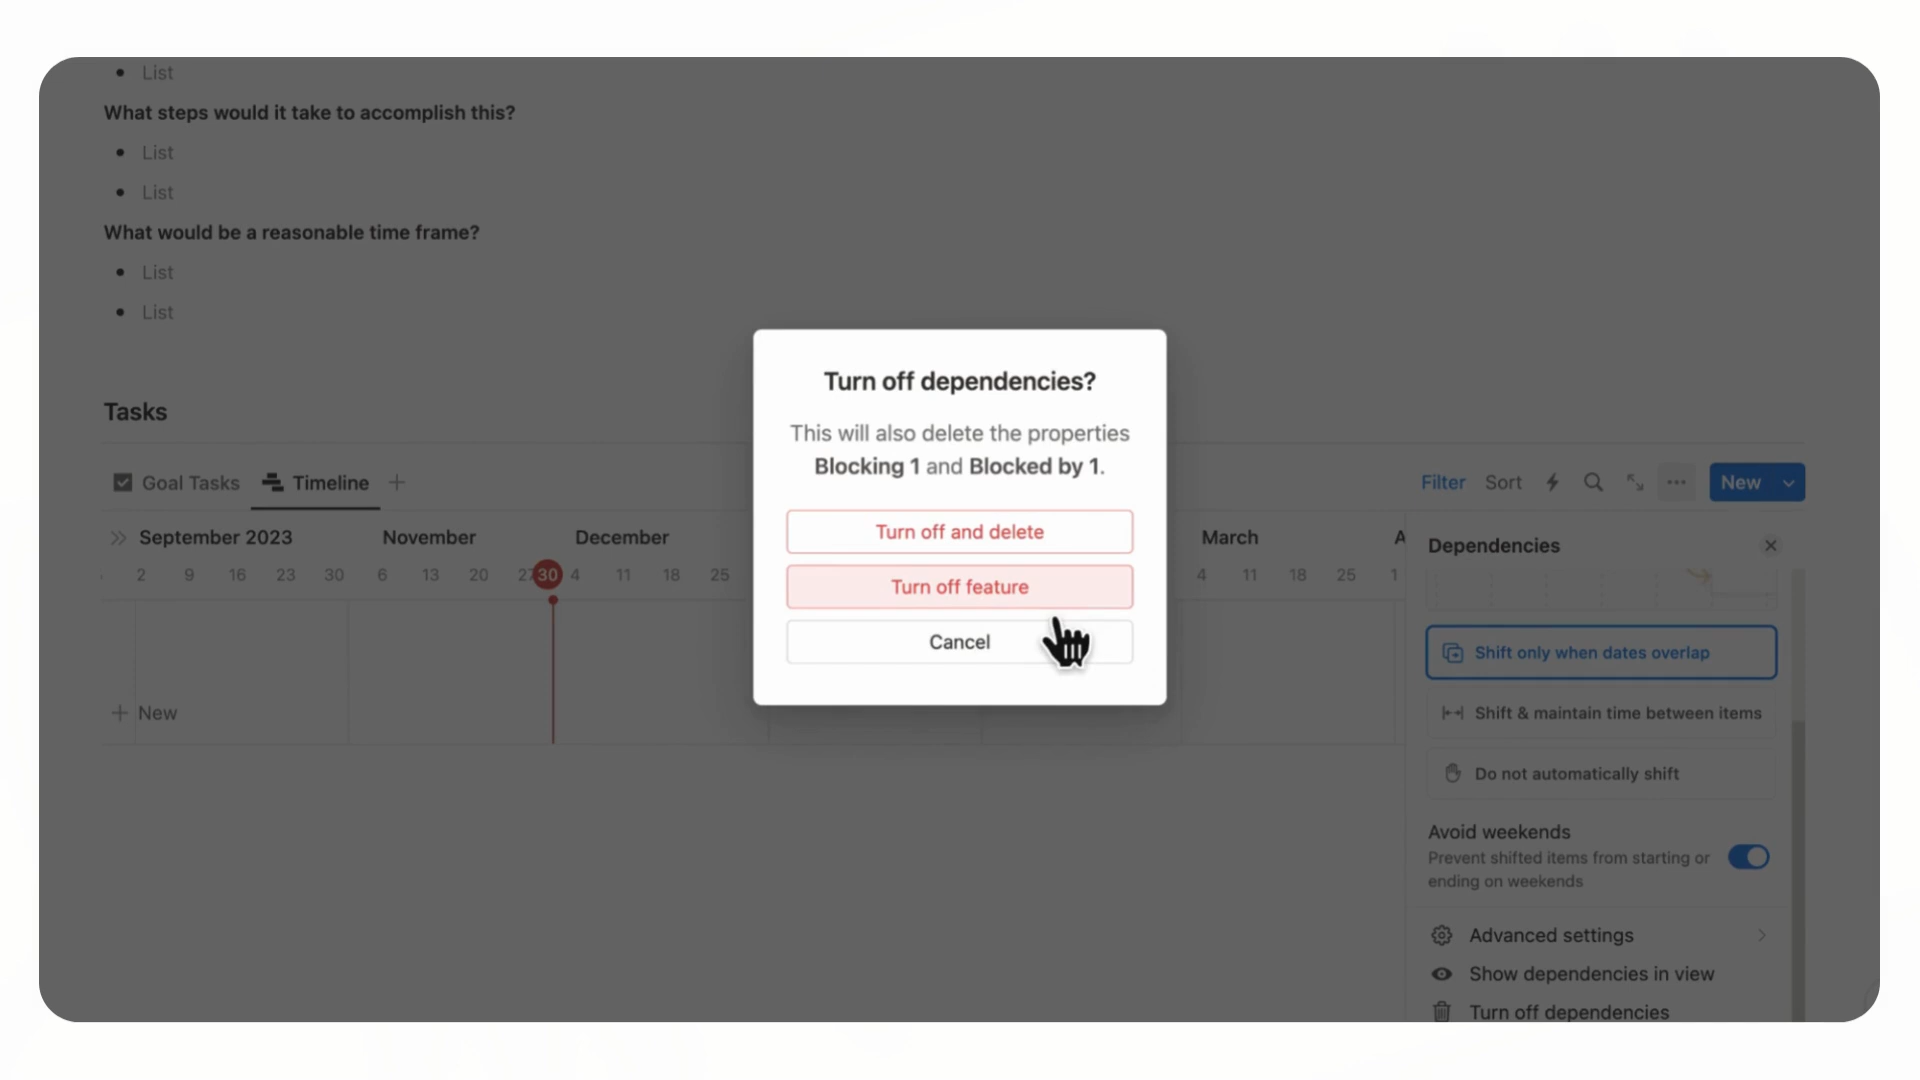 List
What steps would it take to accomplish this?
List
List
What would be a reasonable time frame?
List
List
Turn off dependencies?
This will also delete the properties
Blocking 1 and Blocked by 1.
Turn off and delete
Turn off feature
Cancel
Tasks
Goal Tasks
Timeline
Filter
Sort
New
September 2023
November
December
March
A
2 9 16 23 30 6 13 20 27 30 4 11 18 25
4 11 18 25 1
New
Dependencies
Shift only when dates overlap
Shift & maintain time between items
Do not automatically shift
Avoid weekends
Prevent shifted items from starting or
ending on weekends
Advanced settings
Show dependencies in view
Turn off dependencies